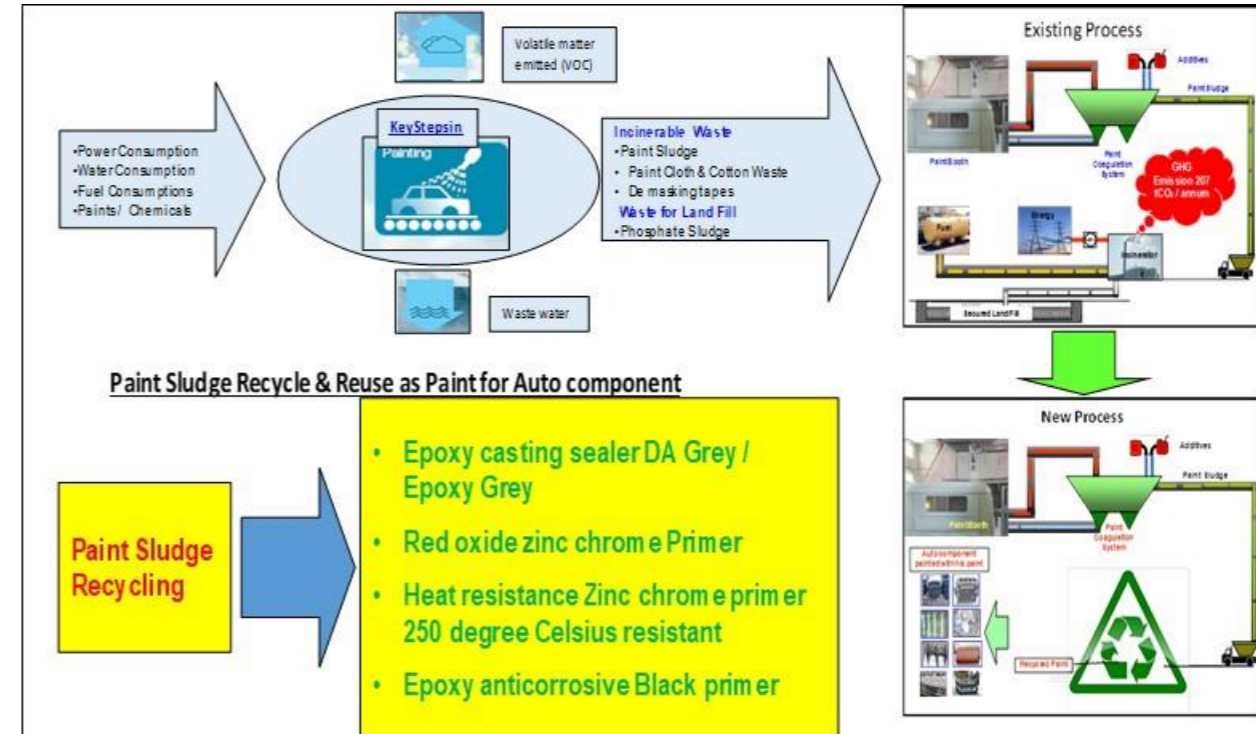 Volatile matter
emitted (VOC)
•Power Consumption
•Water Consumption
•Fuel Consumptions
•Paints / Chemicals
KeyStepsin
Painting
Incinerable Waste
•Paint Sludge
• Paint Cloth & Cotton Waste
• De masking tapes
Waste for Land Fill
•Phosphate Sludge
Waste water
Existing Process
Additives
Paint Sludge
Paint Booth
Paint
Coagulation
System
GHG
Emission 207
tCO₂ / annum
Fuel
Energy
Incinerator
Secured Land Fill
Paint Sludge Recycle & Reuse as Paint for Auto component
Paint Sludge
Recycling
• Epoxy casting sealer DA Grey /
Epoxy Grey
• Red oxide zinc chrome Primer
• Heat resistance Zinc chrome primer
250 degree Celsius resistant
• Epoxy anticorrosive Black primer
New Process
Additives
Paint Sludge
Paint Booth
Paint
Coagulation
System
Auto component
painted with his paint
Recycled Paint